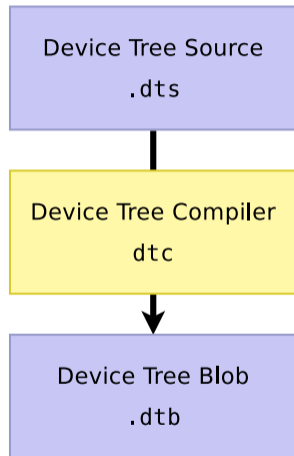 Device Tree Source
.dts
Device Tree Compiler
dtc
Device Tree Blob
.dtb